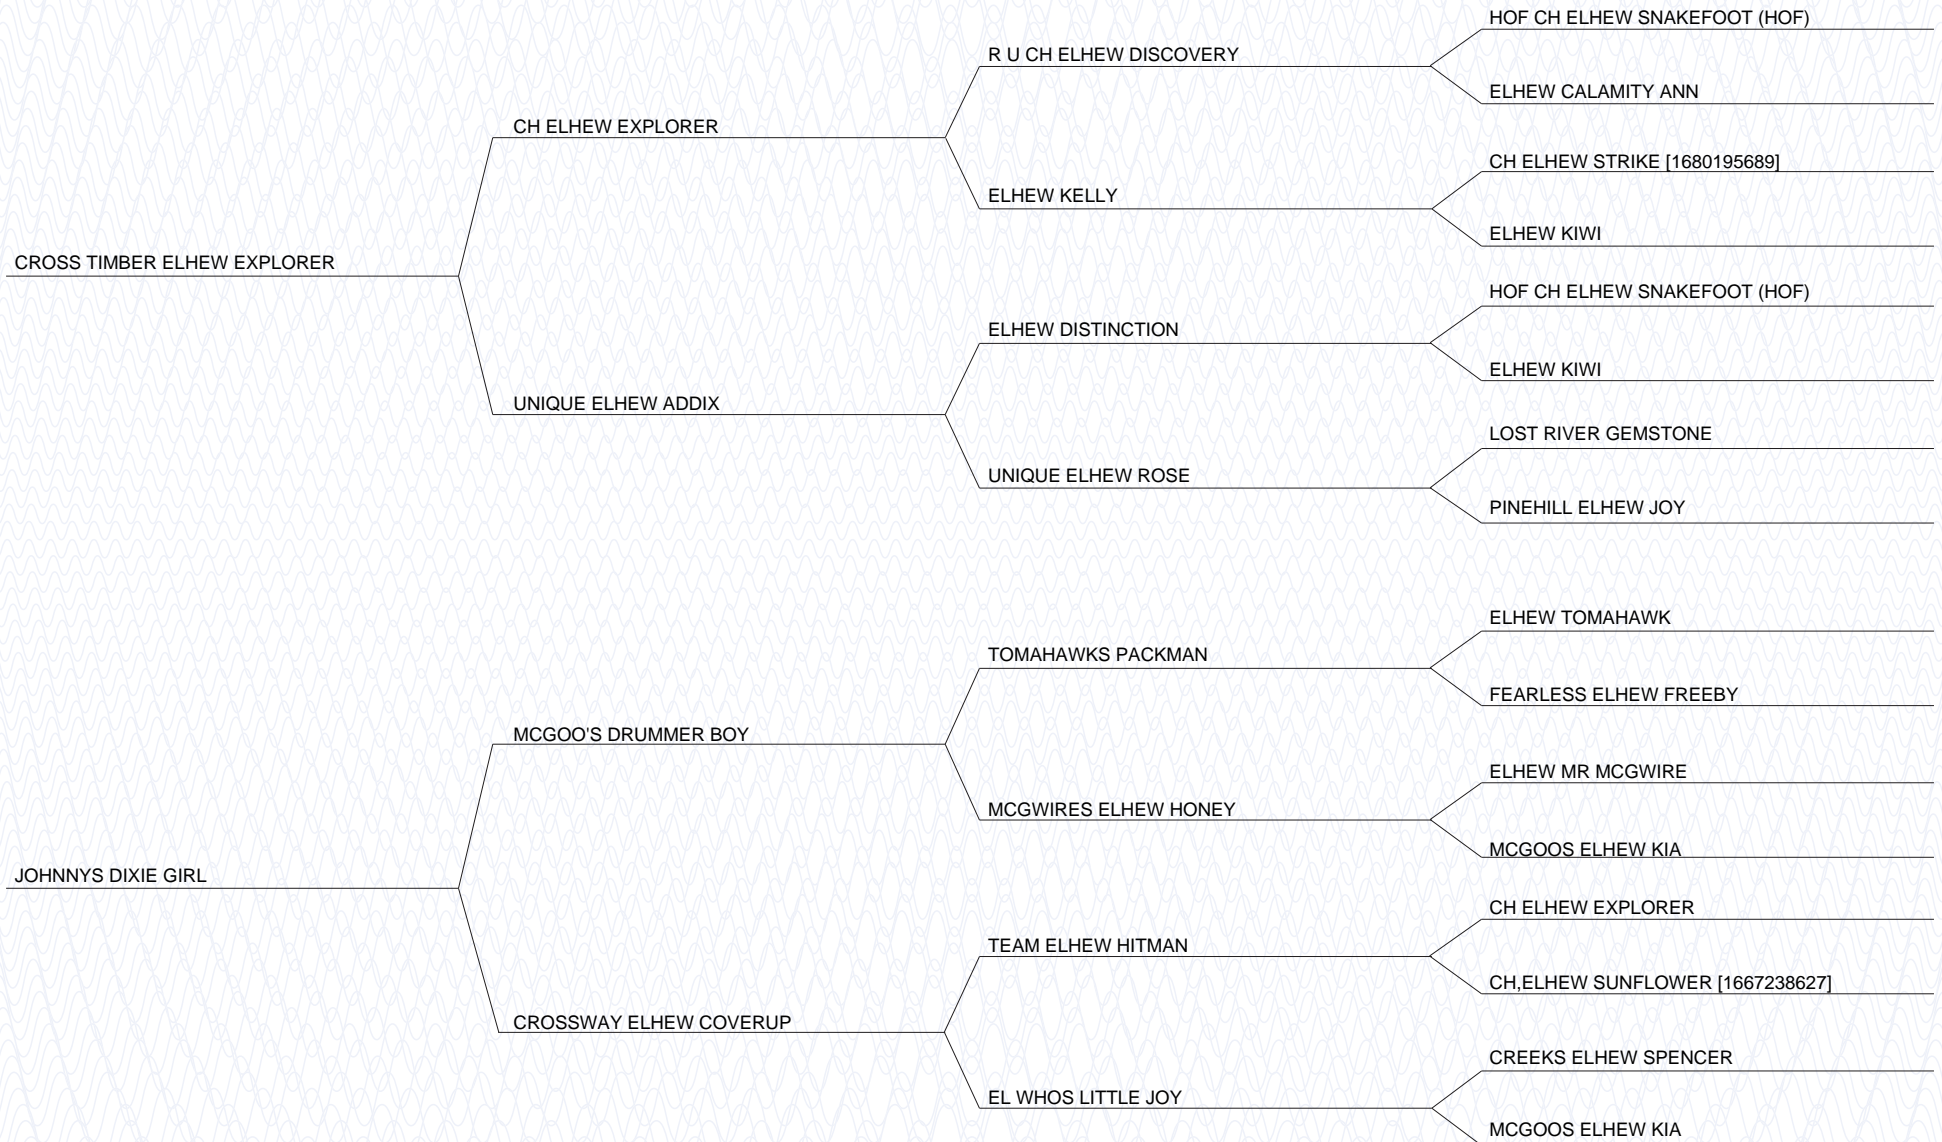 HOF CH ELHEW SNAKEFOOT (HOF)
R U CH ELHEW DISCOVERY
ELHEW CALAMITY ANN
CH ELHEW EXPLORER
CH ELHEW STRIKE [1680195689]
ELHEW KELLY
ELHEW KIWI
CROSS TIMBER ELHEW EXPLORER
HOF CH ELHEW SNAKEFOOT (HOF)
ELHEW DISTINCTION
ELHEW KIWI
UNIQUE ELHEW ADDIX
LOST RIVER GEMSTONE
UNIQUE ELHEW ROSE
PINEHILL ELHEW JOY
ELHEW TOMAHAWK
TOMAHAWKS PACKMAN
FEARLESS ELHEW FREEBY
MCGOO'S DRUMMER BOY
ELHEW MR MCGWIRE
MCGWIRES ELHEW HONEY
MCGOOS ELHEW KIA
JOHNNYS DIXIE GIRL
CH ELHEW EXPLORER
TEAM ELHEW HITMAN
CH,ELHEW SUNFLOWER [1667238627]
CROSSWAY ELHEW COVERUP
CREEKS ELHEW SPENCER
EL WHOS LITTLE JOY
MCGOOS ELHEW KIA